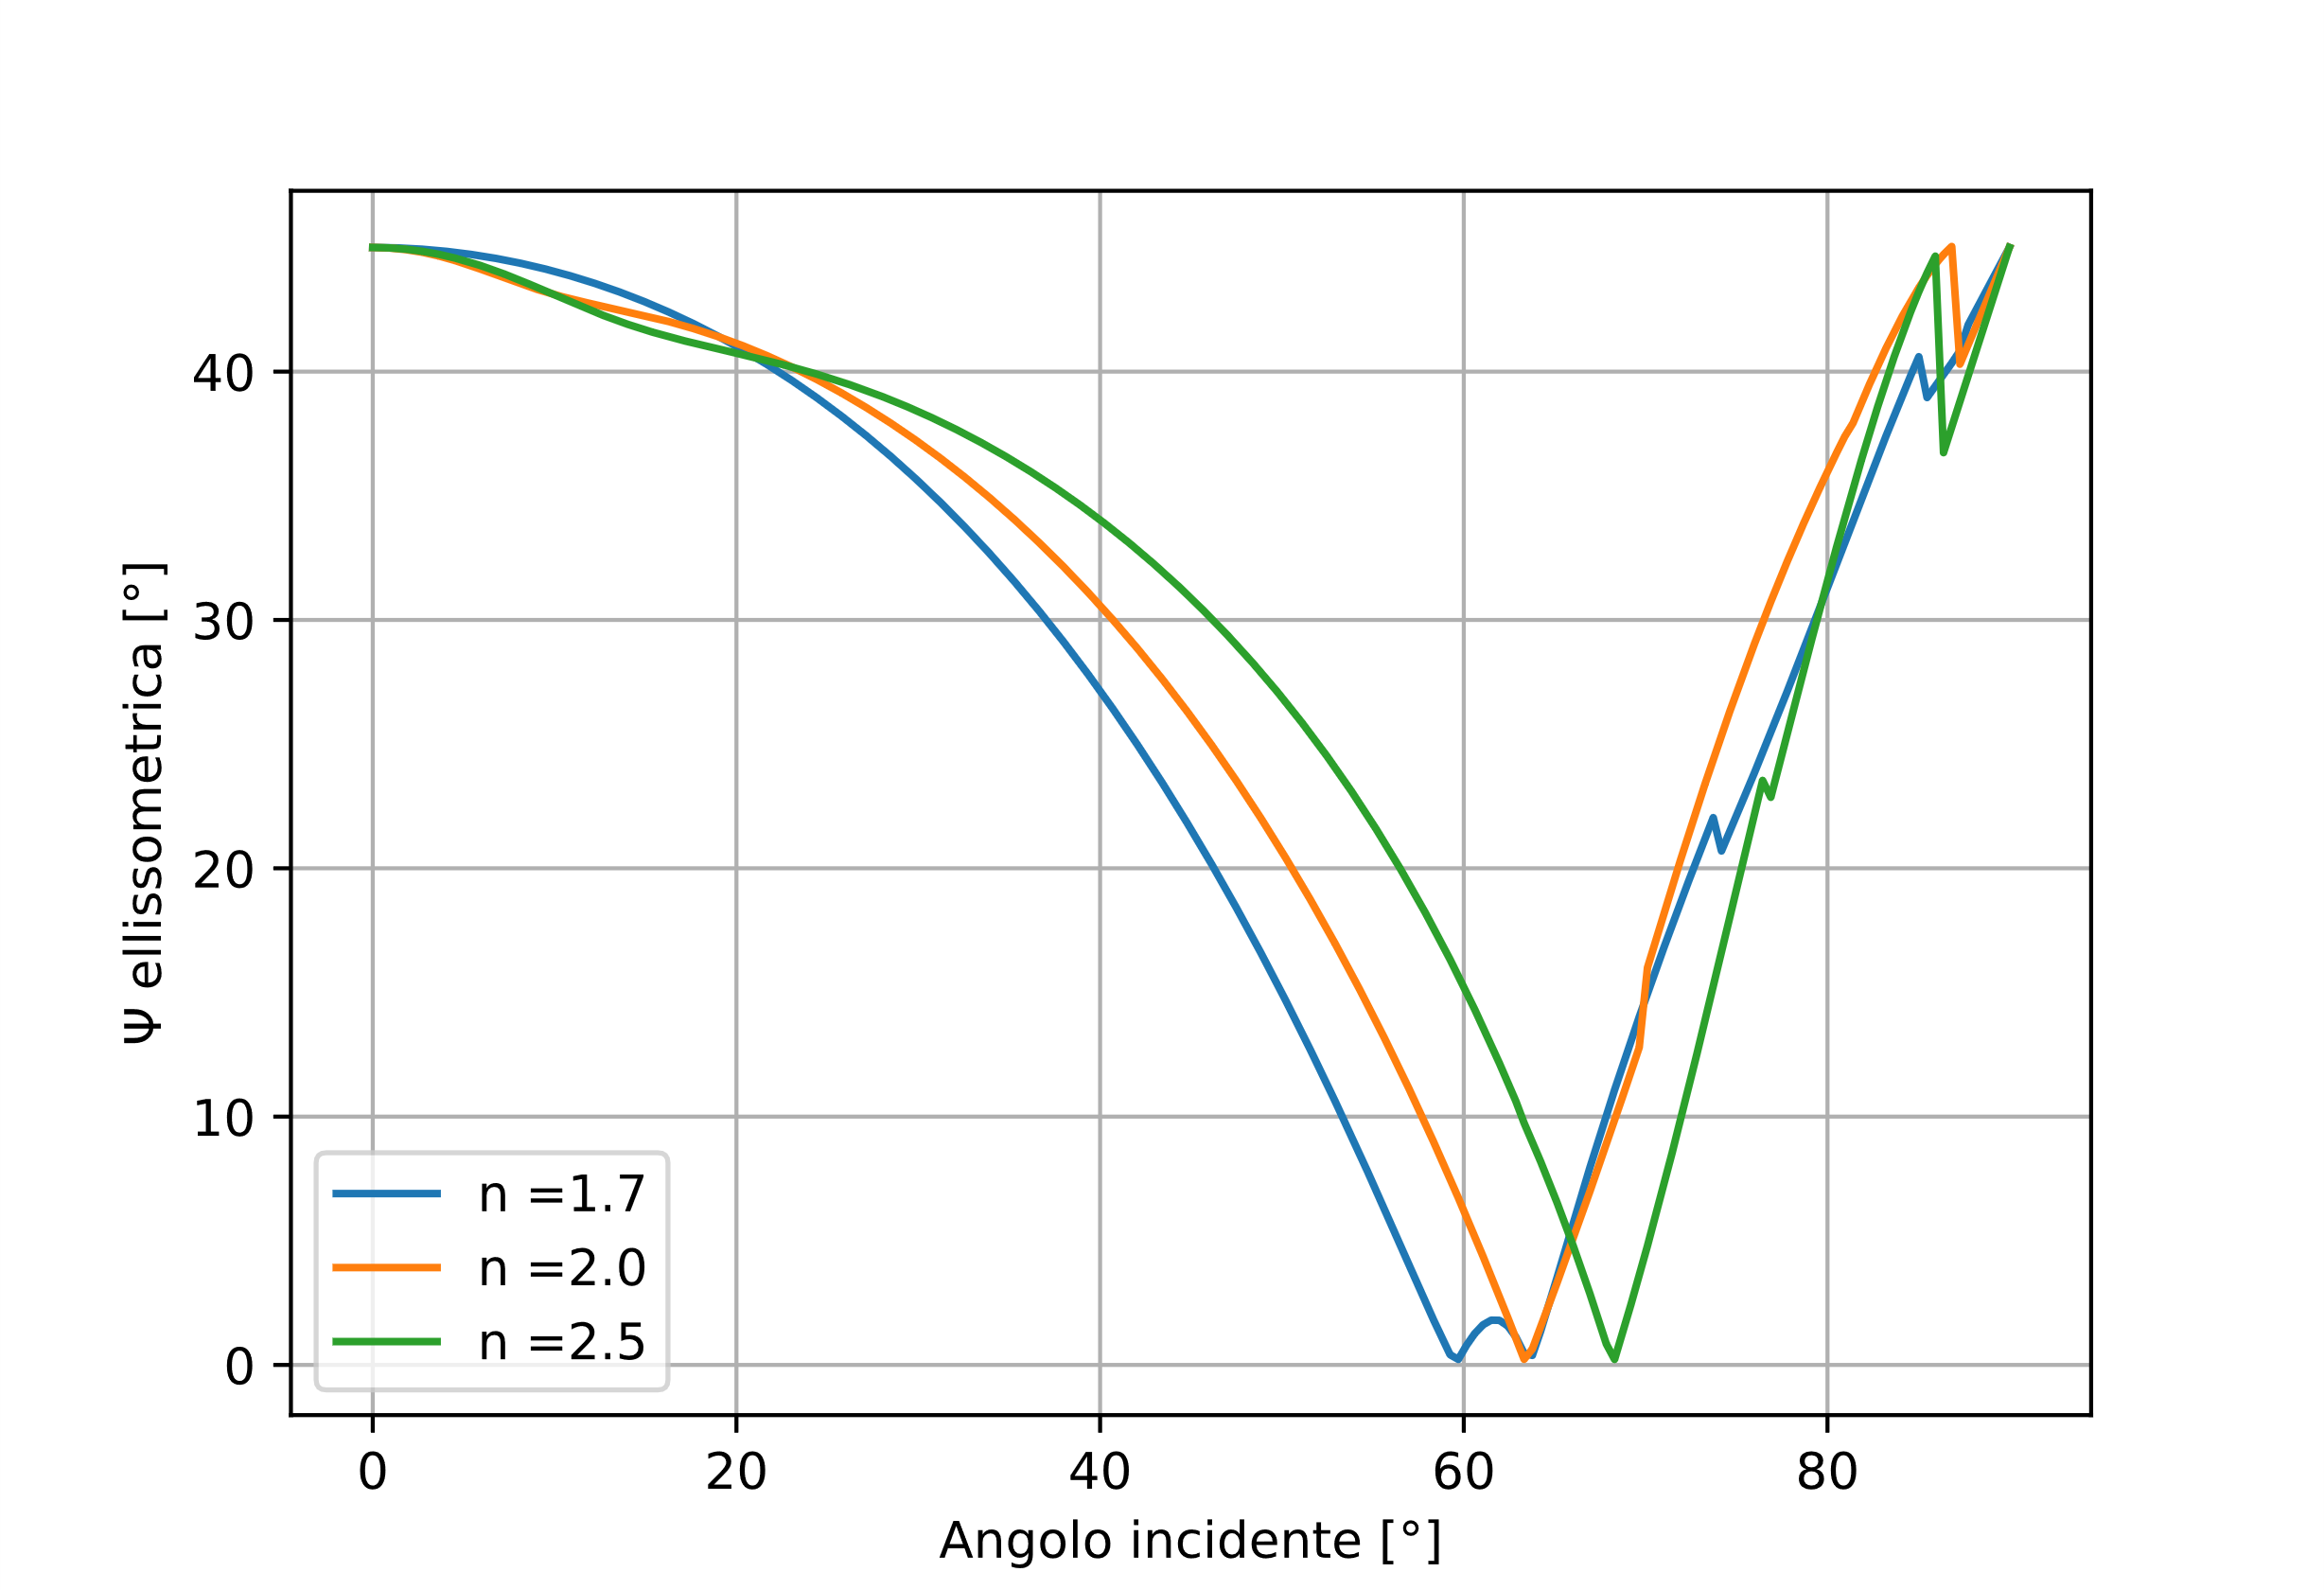 Ψ ellissometrica [°]
40
30
20
10
0
n =1.7
n =2.0
n =2.5
0 20 40 60 80
Angolo incidente [°]